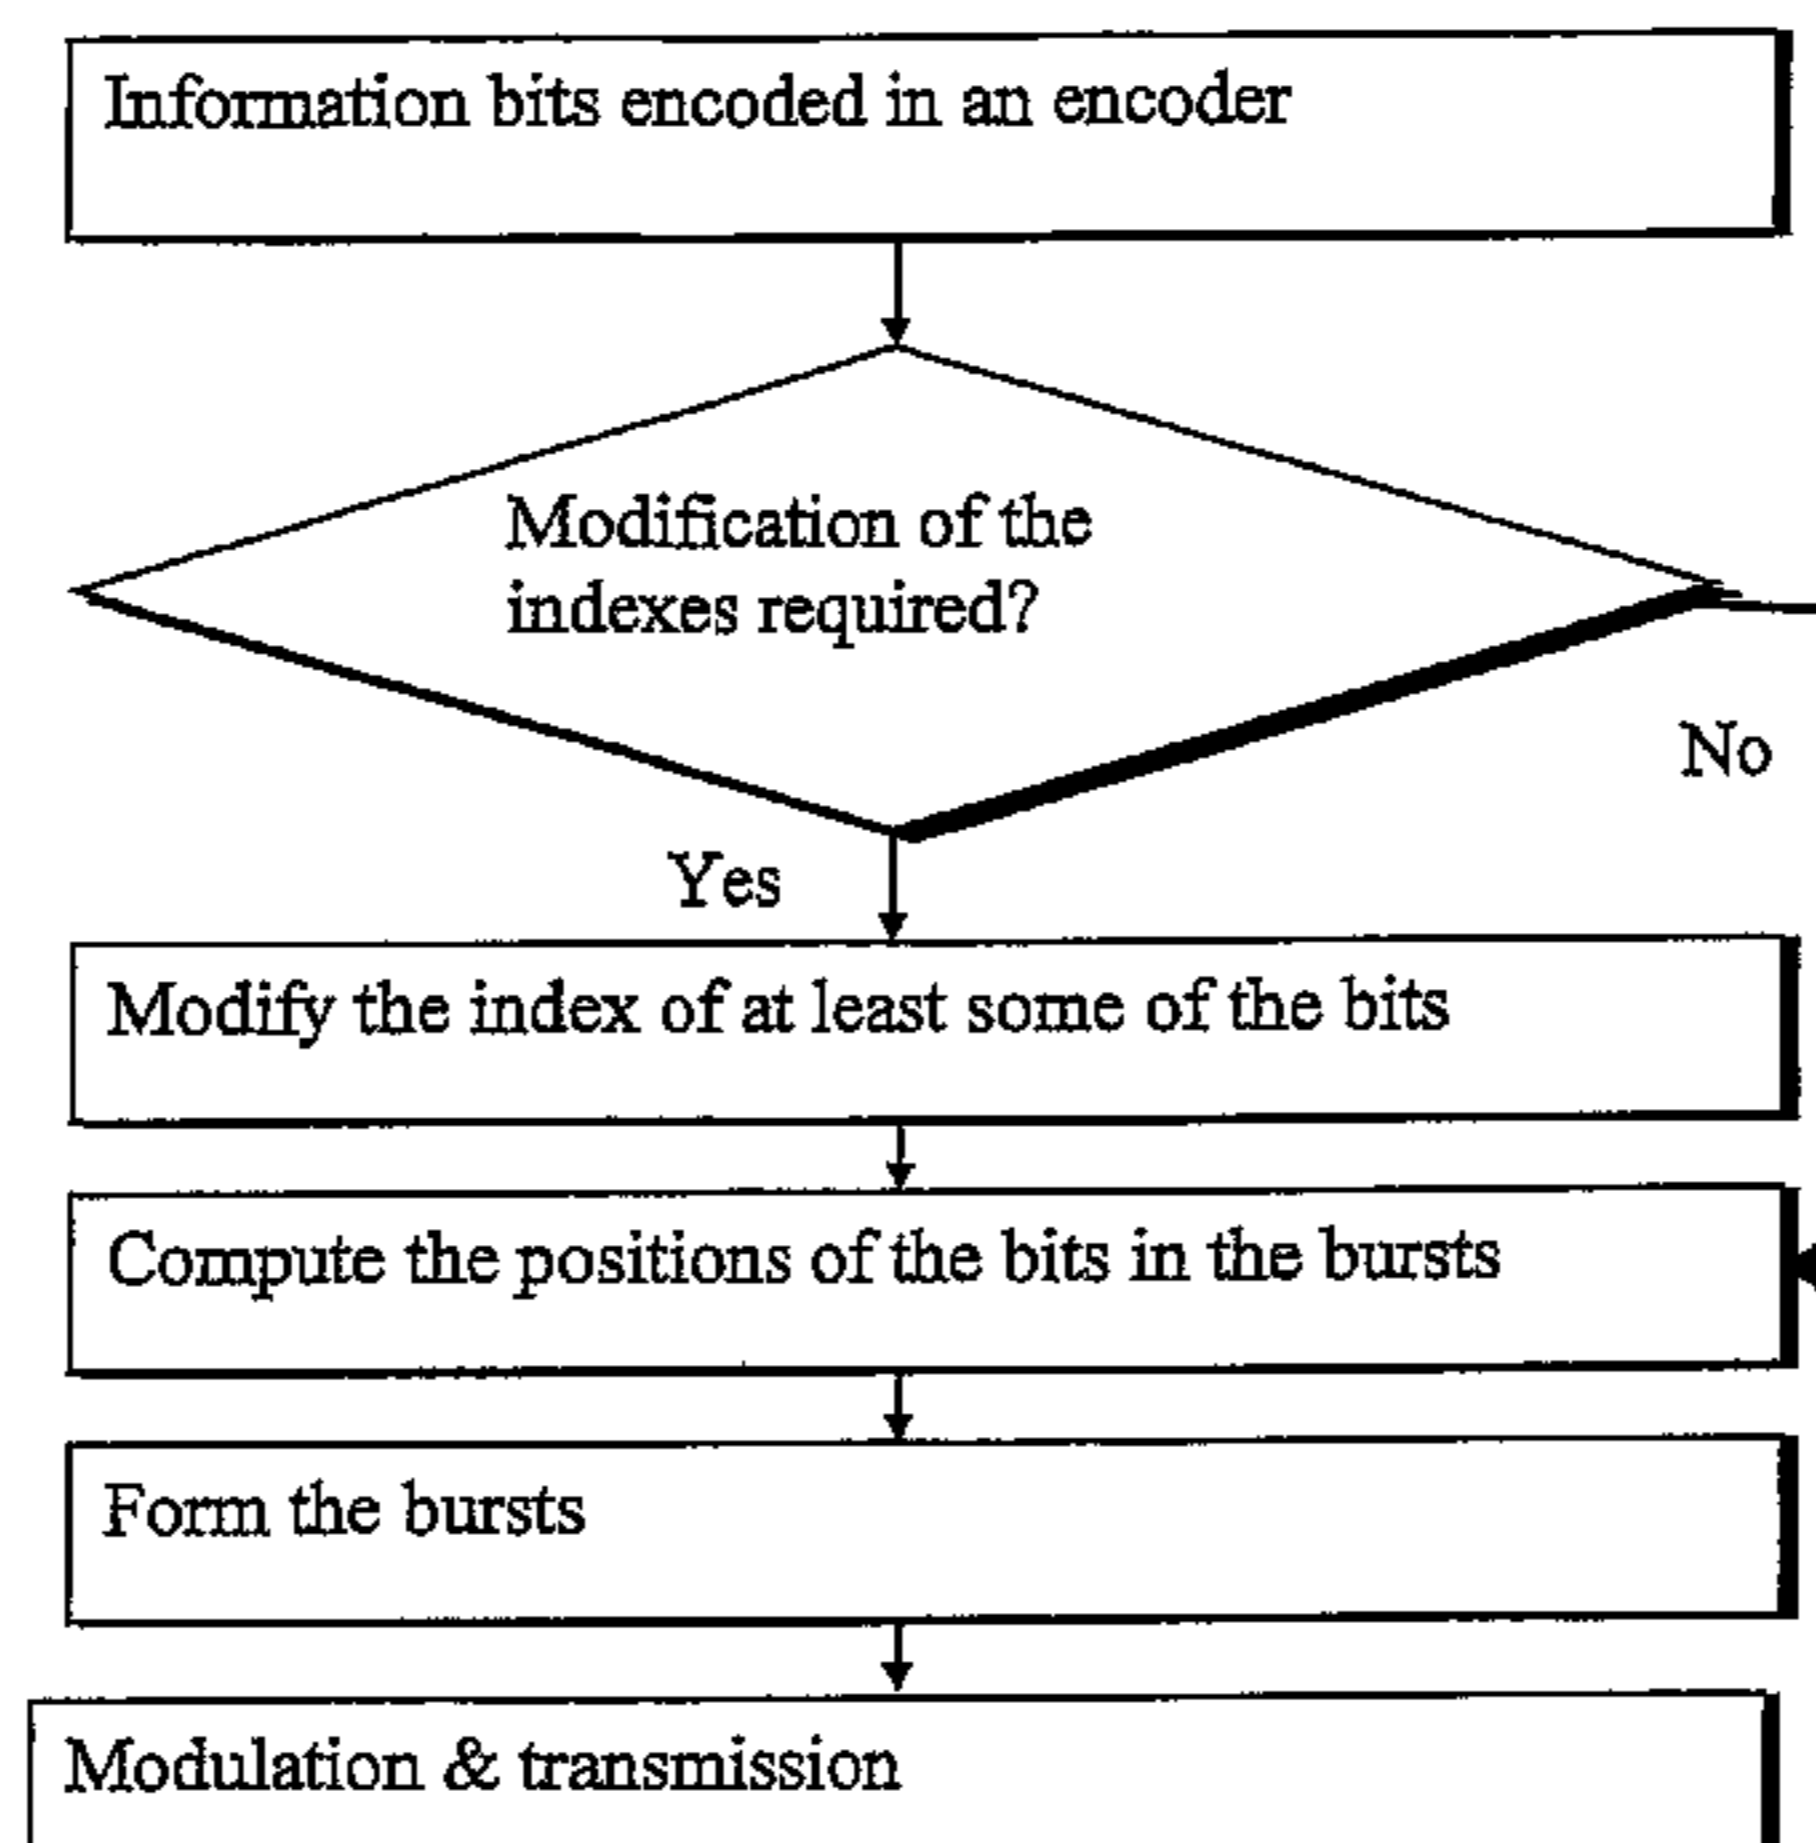 Information bits encoded in an encoder
Modification of the
indexes required?
No
Yes
Modify the index of at least some of the bits
Compute the positions of the bits in the bursts
Form the bursts
Modulation & transmission